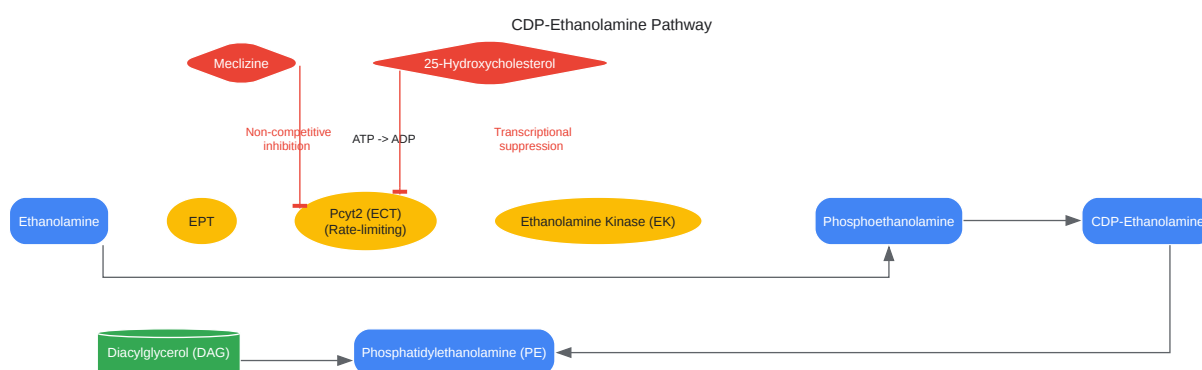 CDP-Ethanolamine Pathway
Meclizine
25-Hydroxycholesterol
Non-competitive
inhibition
ATP -> ADP
Transcriptional
suppression
Ethanolamine
EPT
Pcyt2 (ECT)
(Rate-limiting)
Ethanolamine Kinase (EK)
Phosphoethanolamine
CDP-Ethanolamine
Diacylglycerol (DAG)
Phosphatidylethanolamine (PE)